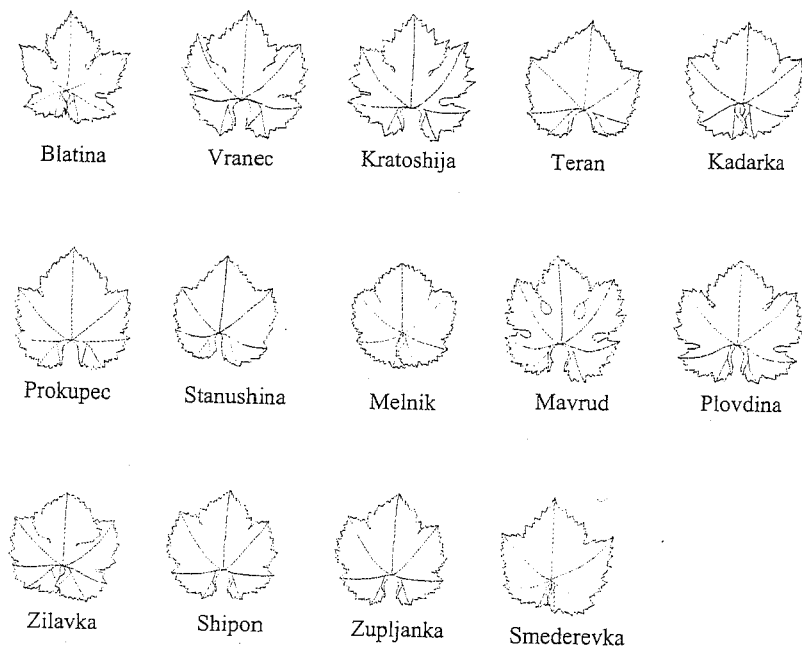 Blatina Vranec Kratoshija Teran Kadarka
Prokupec Stanushina Melnik Mavrud Plovdina
Zilavka Shipon Zupljanka Smederevka